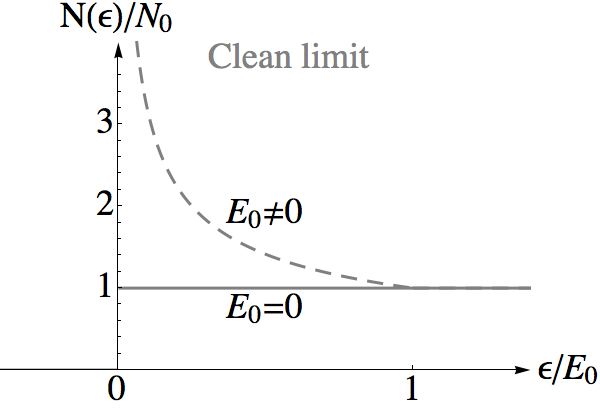 N(ϵ)/N₀
Clean limit
3
2
E₀≠0
1
E₀=0
ϵ/E₀
0
1